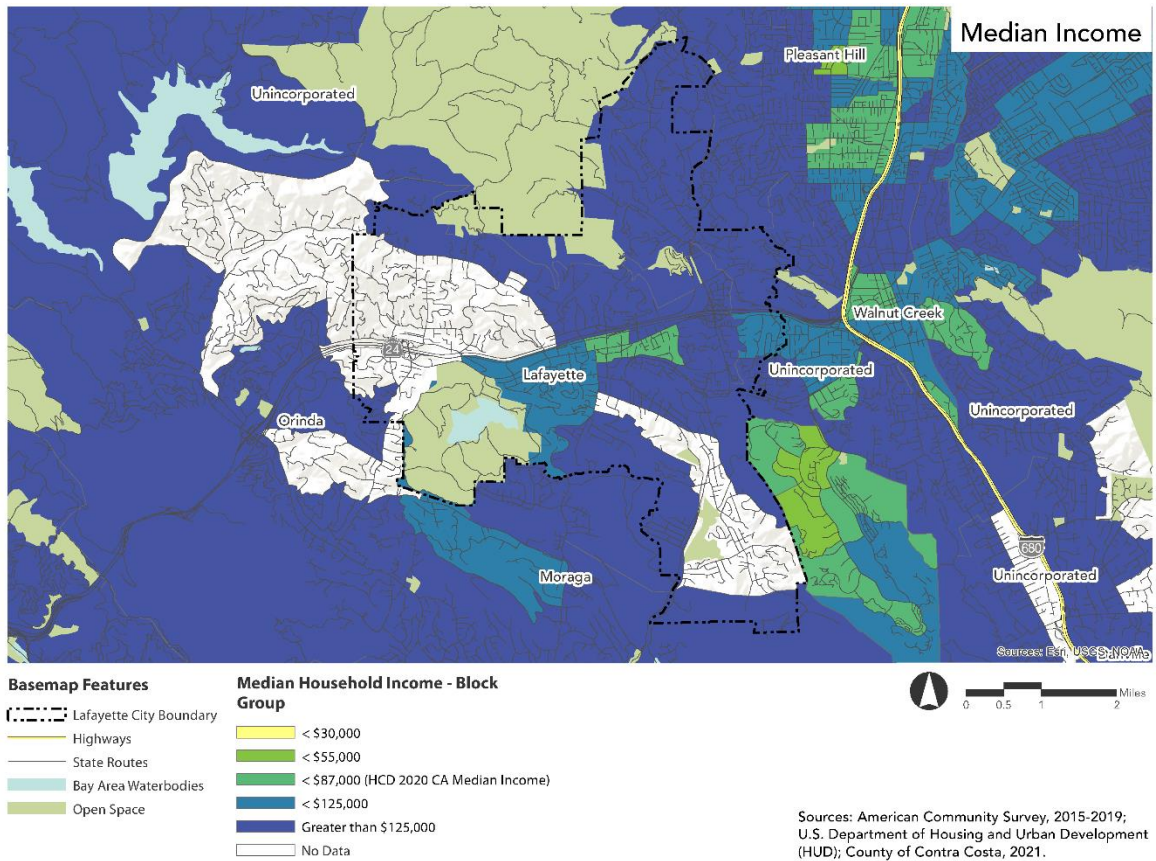 Median Income
Pleasant Hill
Unincorporated
Walnut Creek
24
Lafayette
Unincorporated
Orinda
Unincorporated
680
Moraga
Unincorporated
Sources: Esri, USGS, NOAA
Danville
Basemap Features
Lafayette City Boundary
Highways
State Routes
Bay Area Waterbodies
Open Space
Median Household Income - Block
Group
< $30,000
< $55,000
< $87,000 (HCD 2020 CA Median Income)
< $125,000
Greater than $125,000
No Data
0 0.5 1 2 Miles
Sources: American Community Survey, 2015-2019;
U.S. Department of Housing and Urban Development
(HUD); County of Contra Costa, 2021.